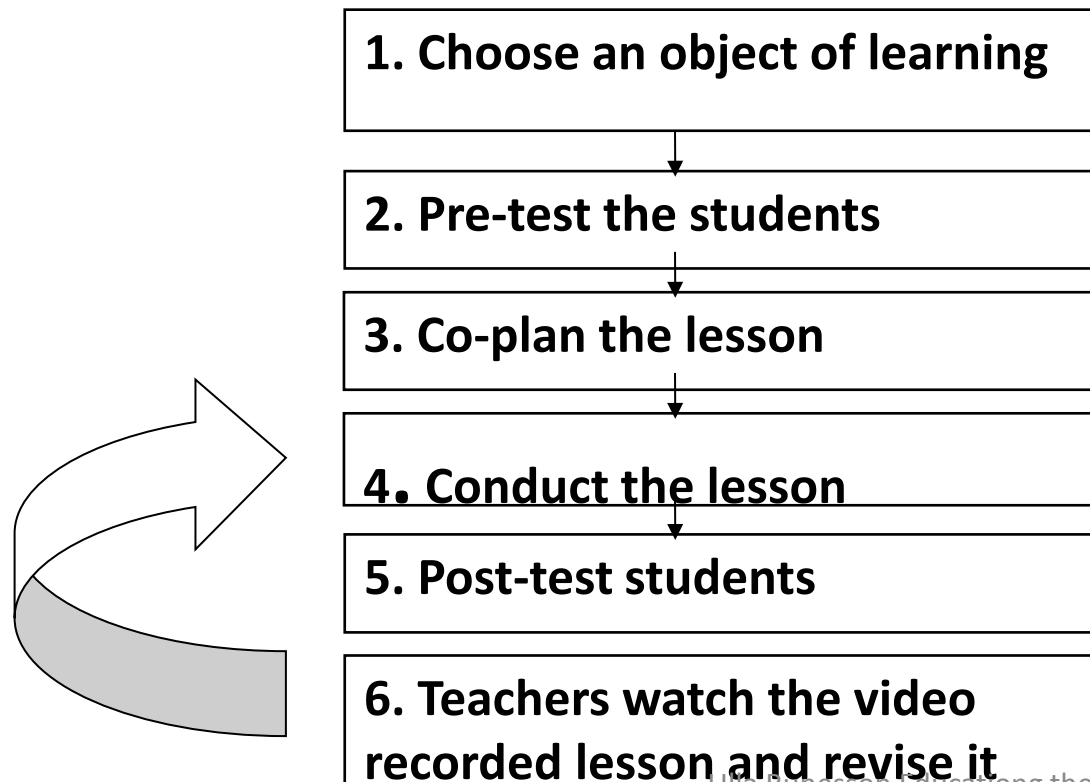 1. Choose an object of learning
2. Pre-test the students
3. Co-plan the lesson
4. Conduct the lesson
5. Post-test students
6. Teachers watch the video
recorded lesson and revise it